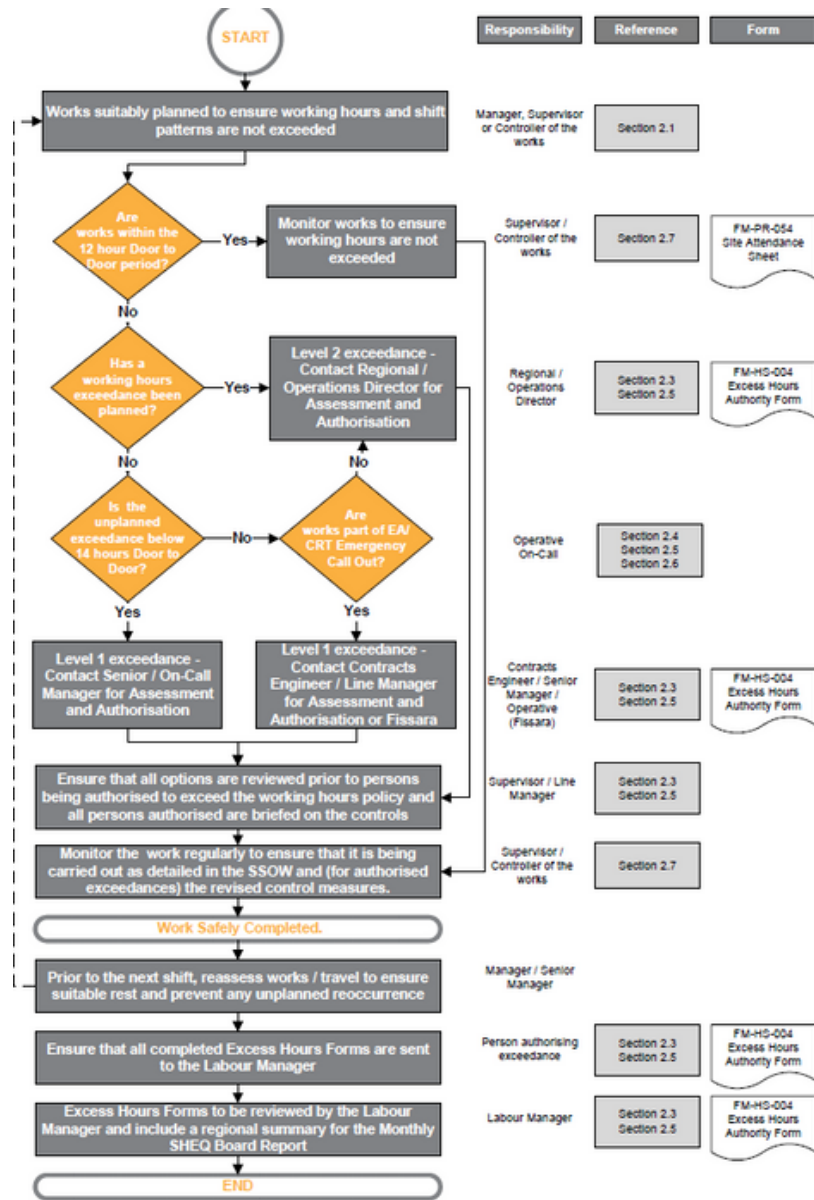 START
Responsibility
Reference
Form
Works suitably planned to ensure working hours and shift
patterns are not exceeded
Manager, Supervisor
or Controller of the
works
Section 2.1
Are
works within the
12 hour Door to
Door period?
Yes
Monitor works to ensure
working hours are not
exceeded
Supervisor /
Controller of the
works
Section 2.7
FM-PR-054
Site Attendance
Sheet
No
Has a
working hours
exceedance been
planned?
Yes
Level 2 exceedance -
Contact Regional /
Operations Director for
Assessment and
Authorisation
Regional /
Operations
Director
Section 2.3
Section 2.5
FM-HS-004
Excess Hours
Authority Form
No
No
Is the
unplanned
exceedance below
14 hours Door to
Door?
No
Are
works part of EA/
CRT Emergency
Call Out?
Operative
On-Call
Section 2.4
Section 2.5
Section 2.6
Yes
Yes
Level 1 exceedance -
Contact Senior / On-Call
Manager for Assessment
and Authorisation
Level 1 exceedance -
Contact Contracts
Engineer / Line Manager
for Assessment and
Authorisation or Fissara
Contracts
Engineer / Senior
Manager /
Operative
(Fissara)
Section 2.3
Section 2.5
FM-HS-004
Excess Hours
Authority Form
Ensure that all options are reviewed prior to persons
being authorised to exceed the working hours policy and
all persons authorised are briefed on the controls
Supervisor / Line
Manager
Section 2.3
Section 2.5
Monitor the work regularly to ensure that it is being
carried out as detailed in the SSOW and (for authorised
exceedances) the revised control measures.
Supervisor /
Controller of the
works
Section 2.7
Work Safely Completed.
Prior to the next shift, reassess works / travel to ensure
suitable rest and prevent any unplanned reoccurrence
Manager / Senior
Manager
Ensure that all completed Excess Hours Forms are sent
to the Labour Manager
Person authorising
exceedance
Section 2.3
Section 2.5
FM-HS-004
Excess Hours
Authority Form
Excess Hours Forms to be reviewed by the Labour
Manager and include a regional summary for the Monthly
SHEQ Board Report
Labour Manager
Section 2.3
Section 2.5
FM-HS-004
Excess Hours
Authority Form
END